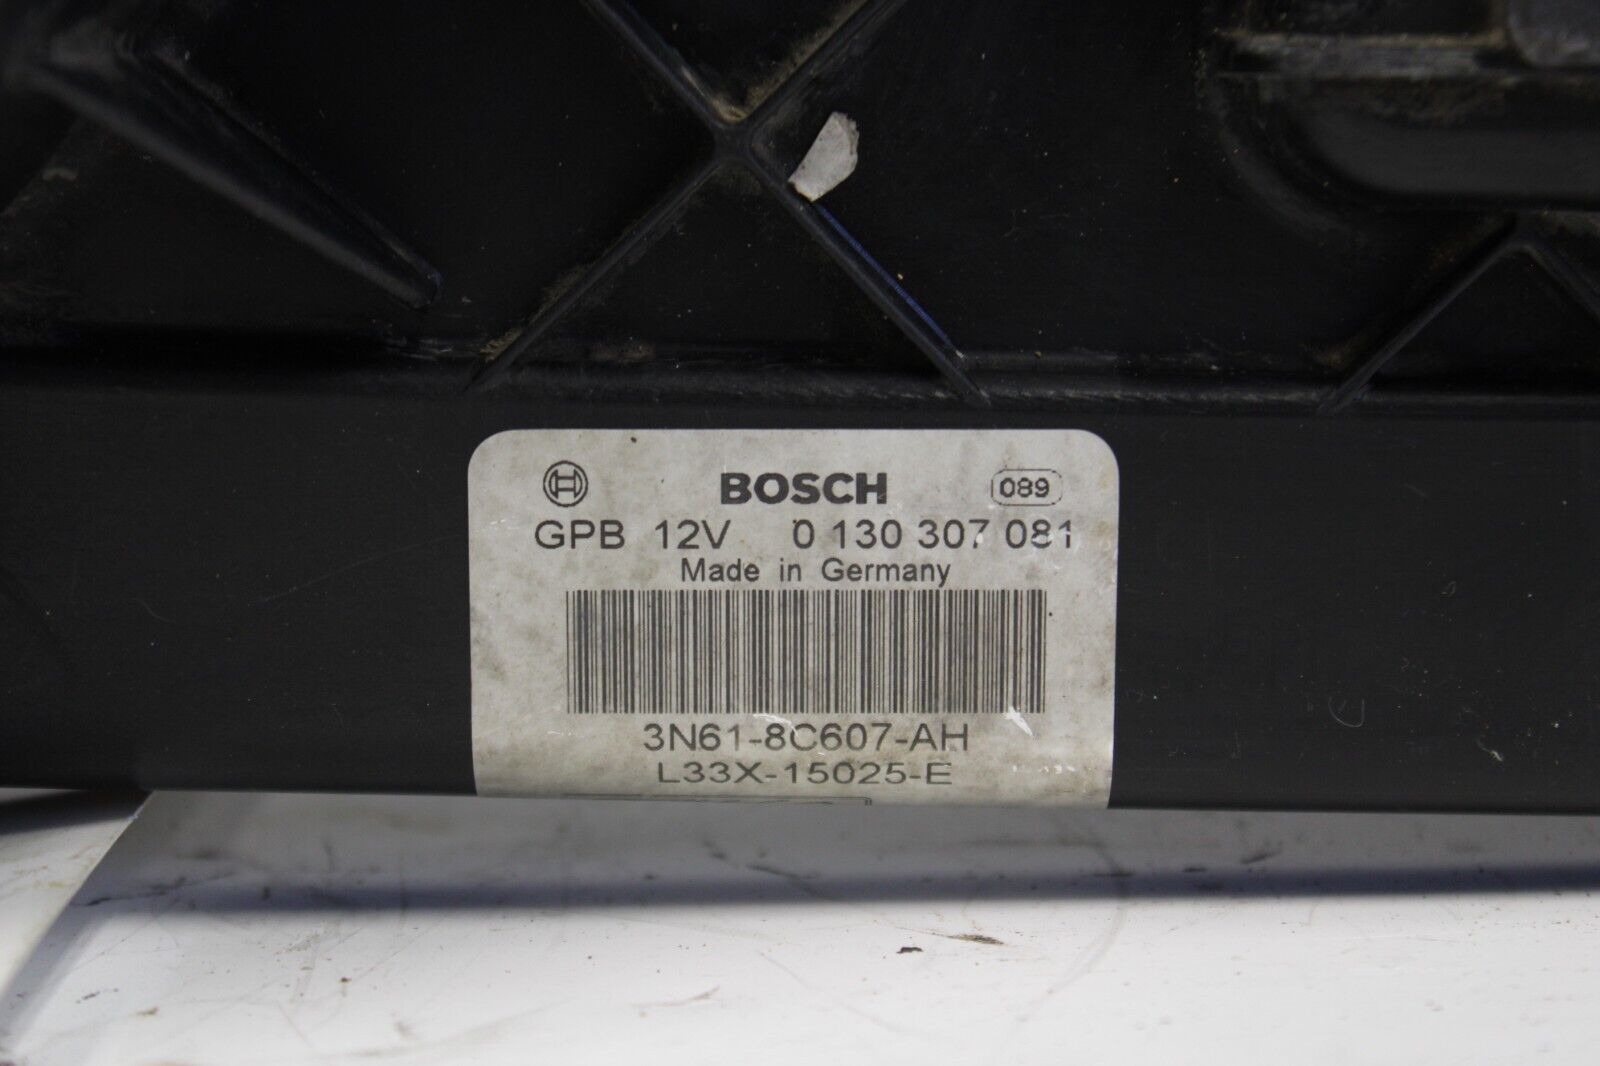 BOSCH 089
GPB 12V 0 130 307 081
Made in Germany
3N61-8C607-AH
L33X-15025-E